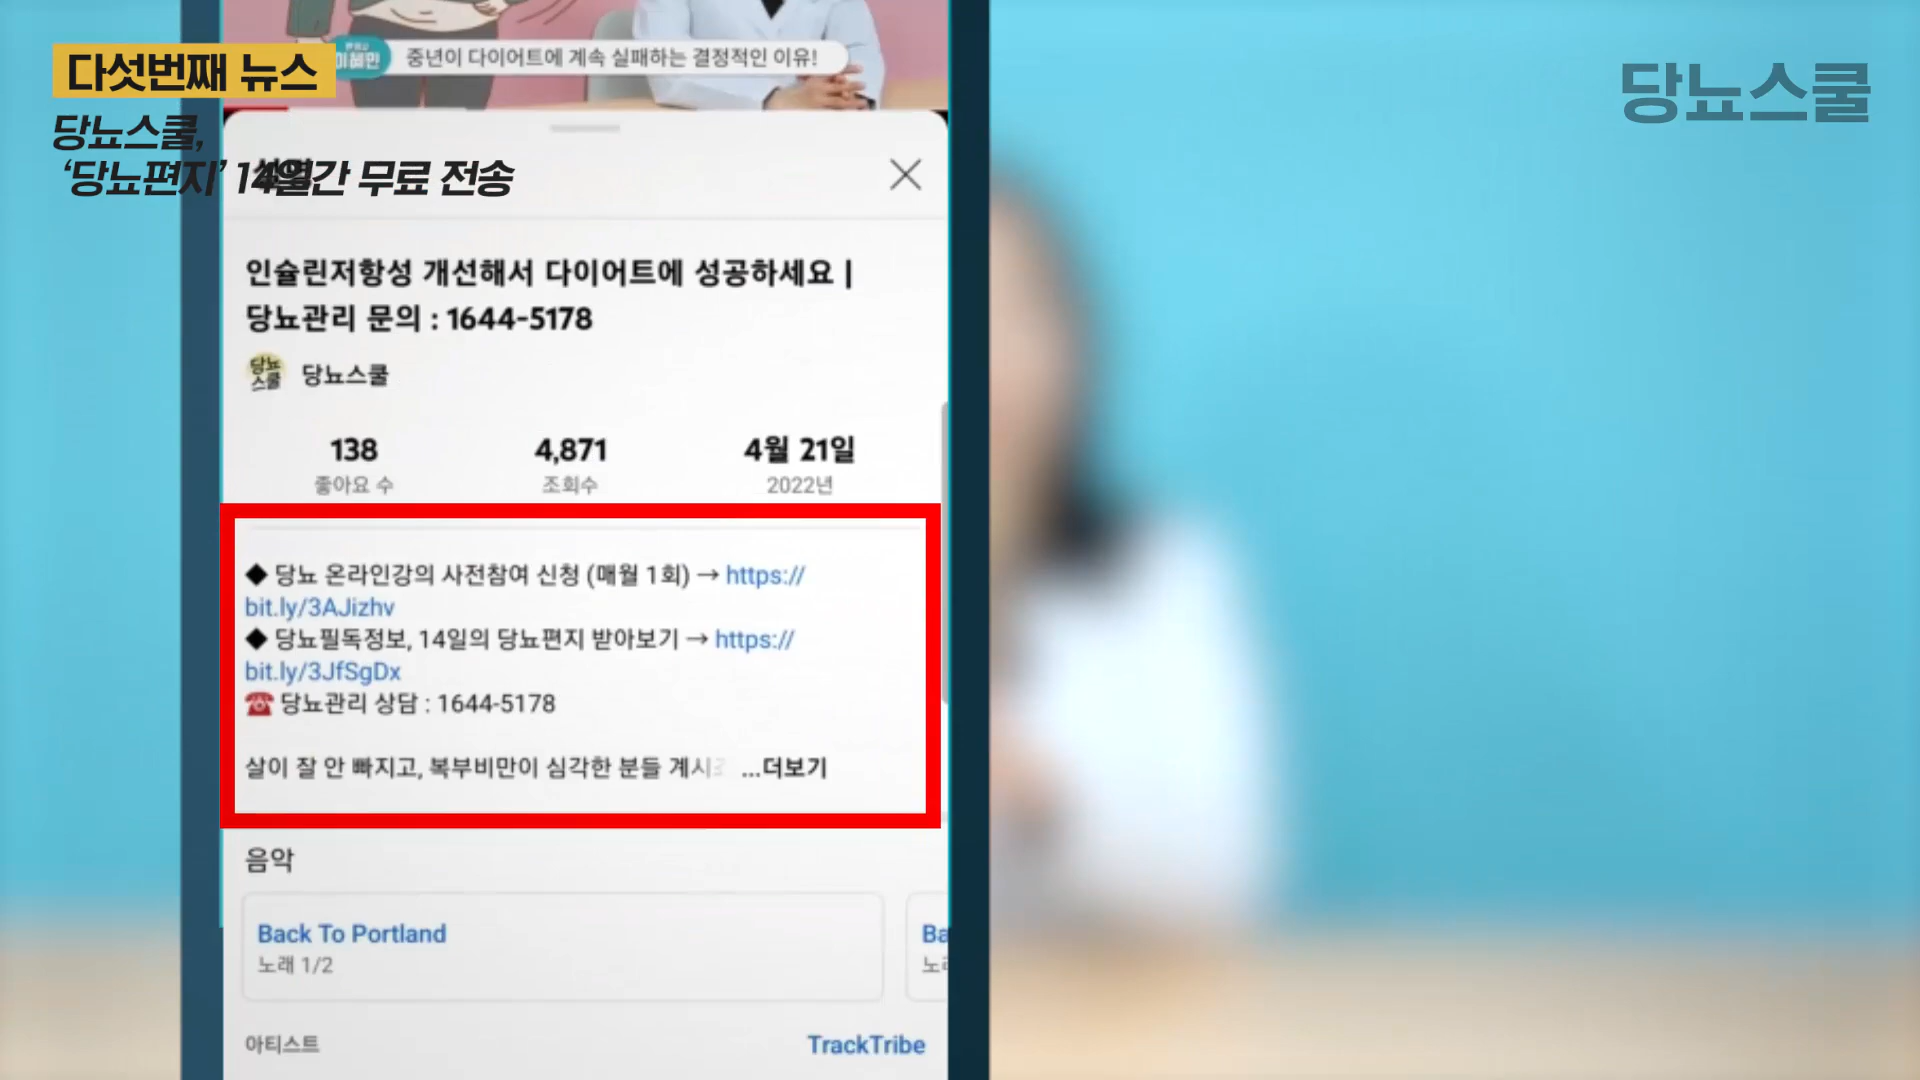 다섯번째 뉴스
당뇨스쿨,
‘당뇨편지’ 14일간 무료 전송
당뇨스쿨
이혜민
중년이 다이어트에 계속 실패하는 결정적인 이유!
인슐린저항성 개선해서 다이어트에 성공하세요 |
당뇨관리 문의 : 1644-5178
당뇨
스쿨
당뇨스쿨
138
4,871
4월 21일
좋아요 수
조회수
2022년
◆ 당뇨 온라인강의 사전참여 신청 (매월 1회) → https://
bit.ly/3AJizhv
◆ 당뇨필독정보, 14일의 당뇨편지 받아보기 → https://
bit.ly/3JfSgDx
☎ 당뇨관리 상담 : 1644-5178
살이 잘 안 빠지고, 복부비만이 심각한 분들 계시 ...더보기
음악
Back To Portland
노래 1/2
Ba
아티스트
TrackTribe